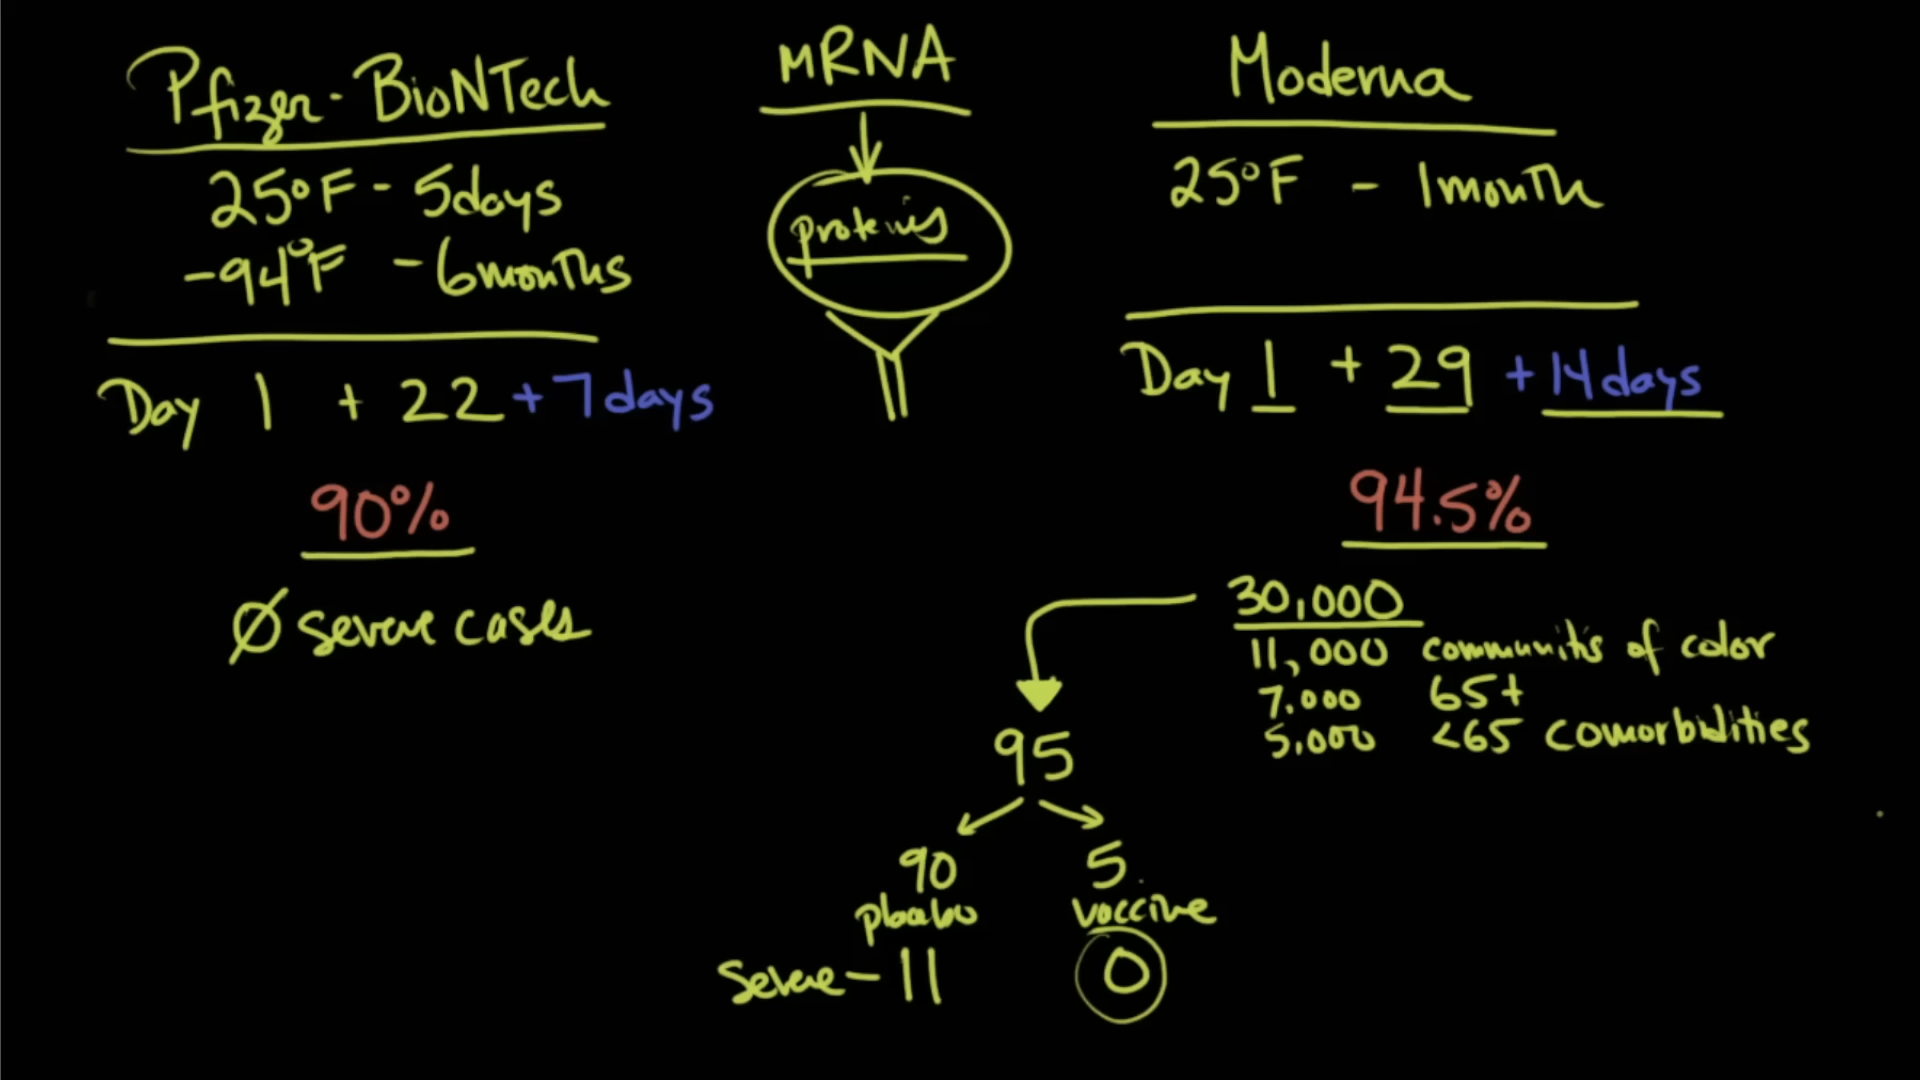 Pfizer-BioNTech
25°F - 5days
-94°F - 6months
Day 1 + 22 + 7days
90%
Ø severe cases
MRNA
proteins
Moderna
25°F - 1month
Day 1 + 29 + 14days
94.5%
30,000
11,000 communitis of color
7,000 65+
5,000 <65 comorbidities
95
90 5
placebo vaccine
Severe - 11 0